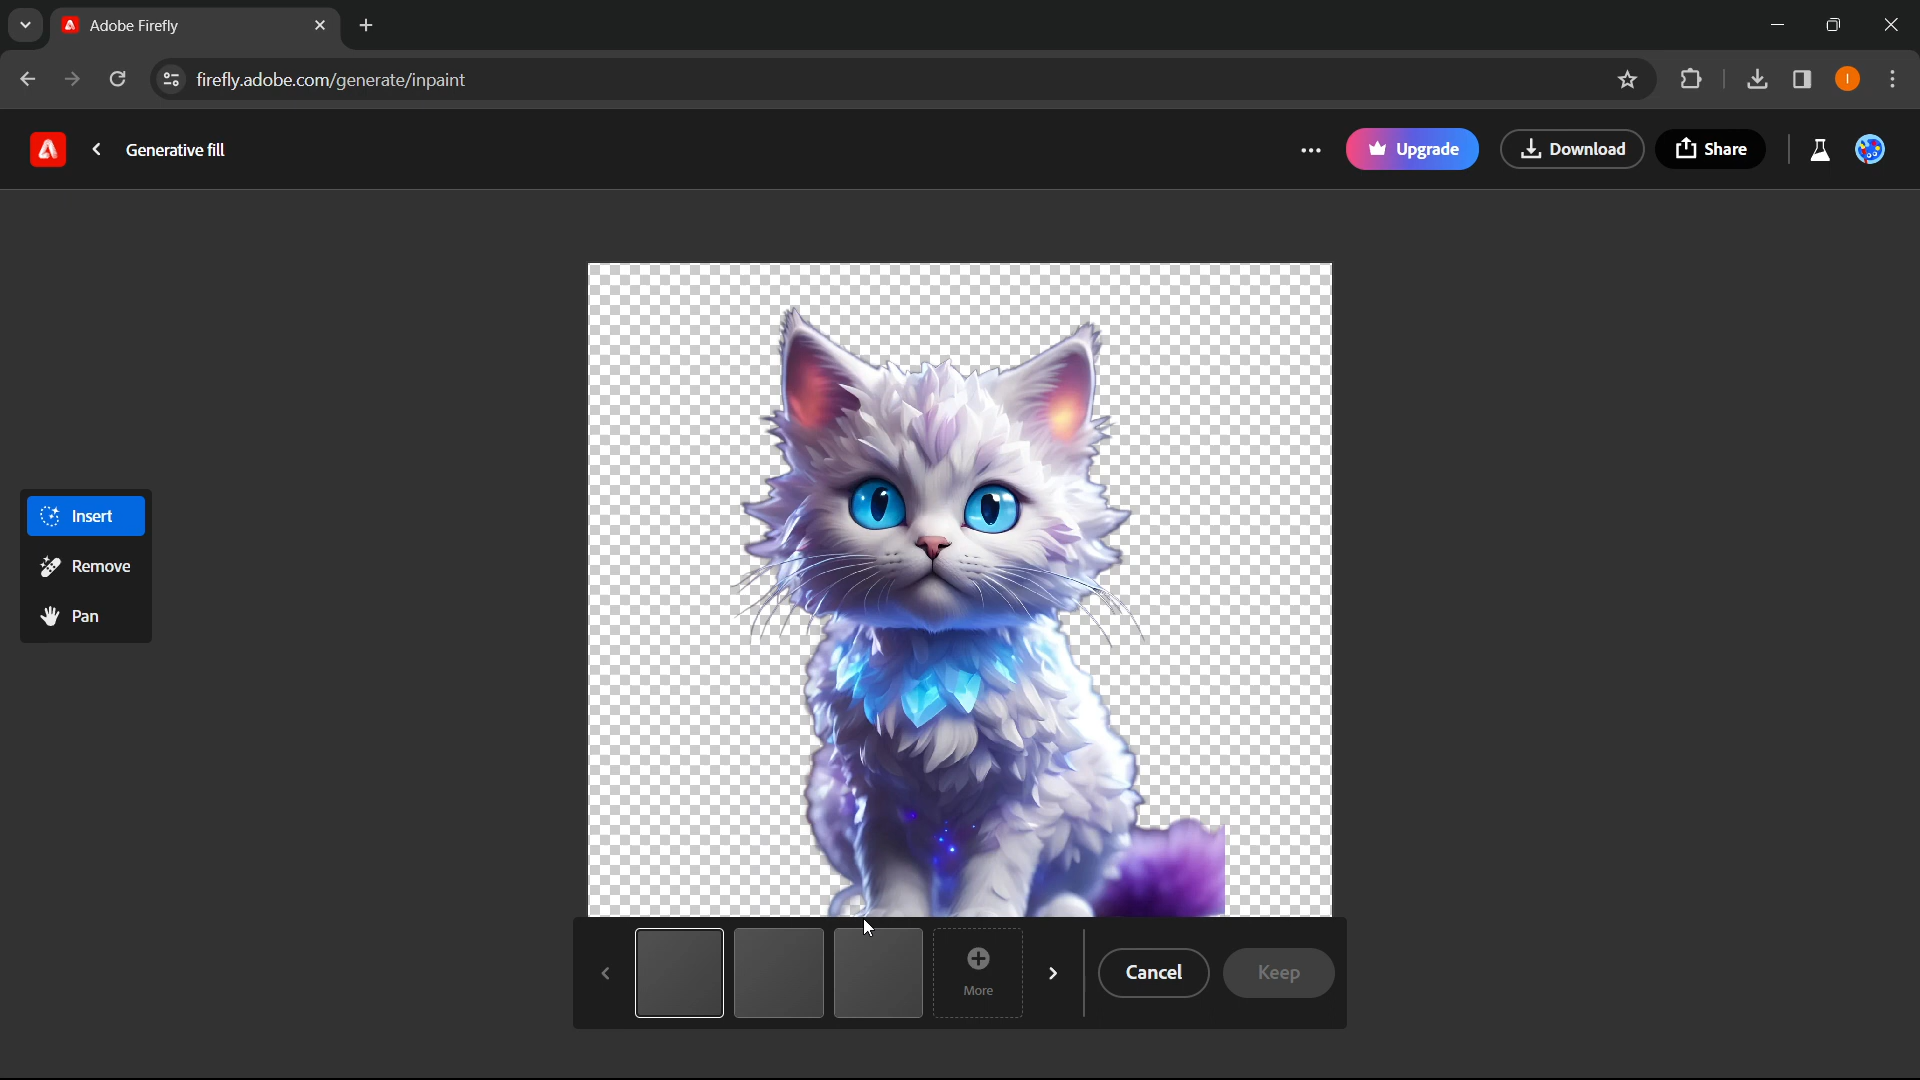 Adobe Firefly
firefly.adobe.com/generate/inpaint
I
Generative fill
Upgrade
Download
Share
Insert
Remove
Pan
More
Cancel
Keep